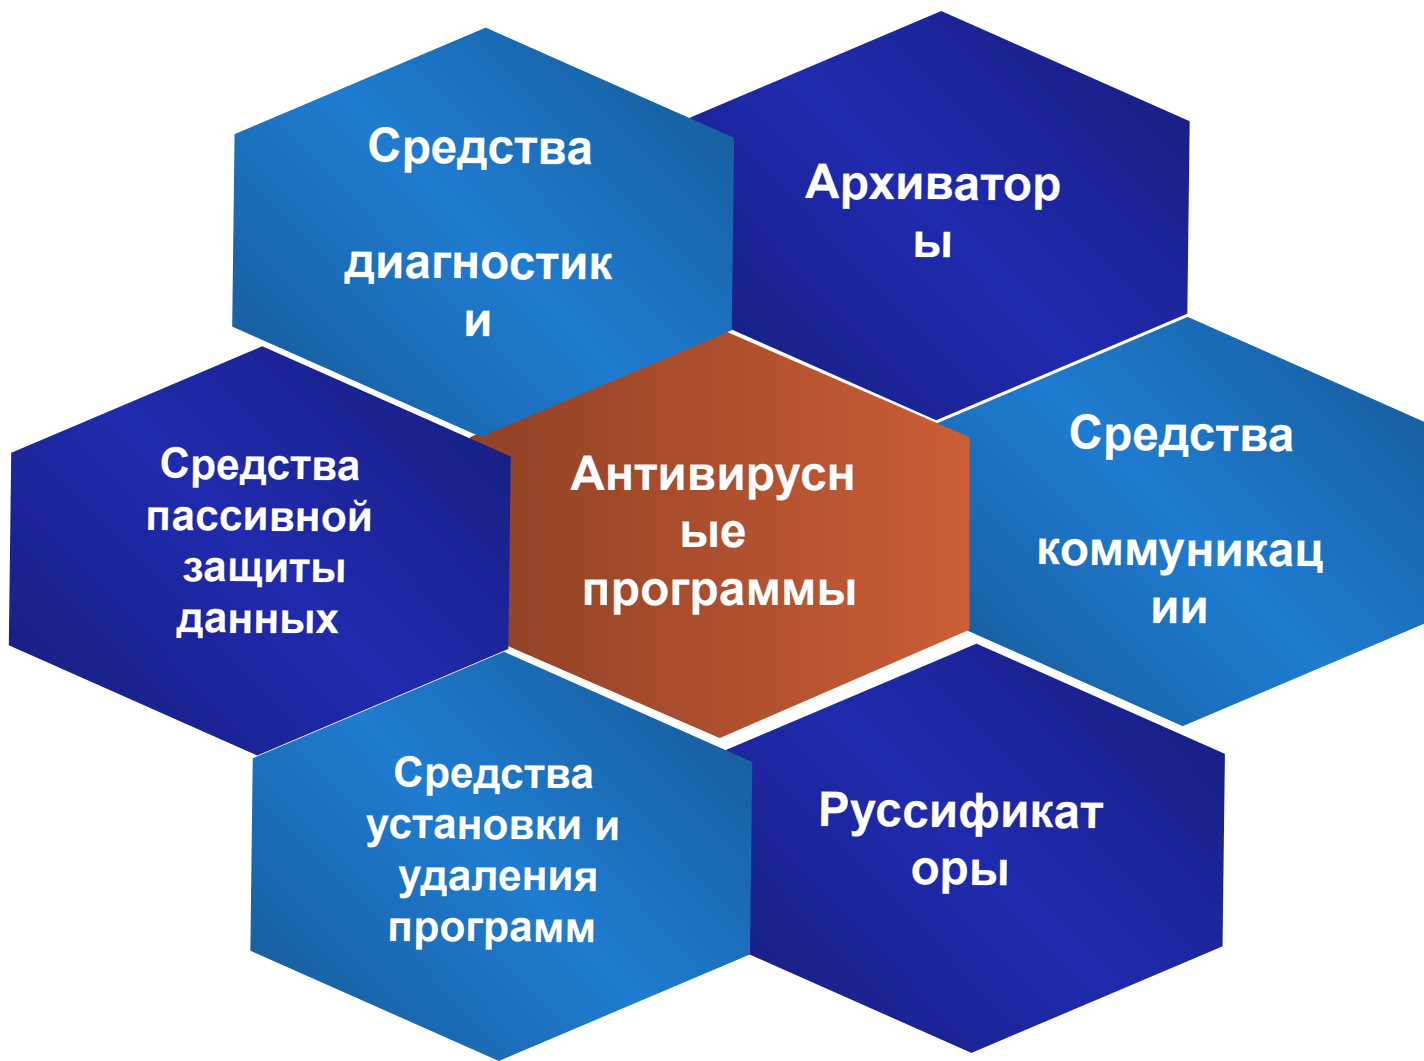 Средства
диагностик
и
Архиватор
ы
Средства
пассивной
защиты
данных
Антивирусн
ые
программы
Средства
коммуникац
ии
Средства
установки и
удаления
программ
Руссификат
оры